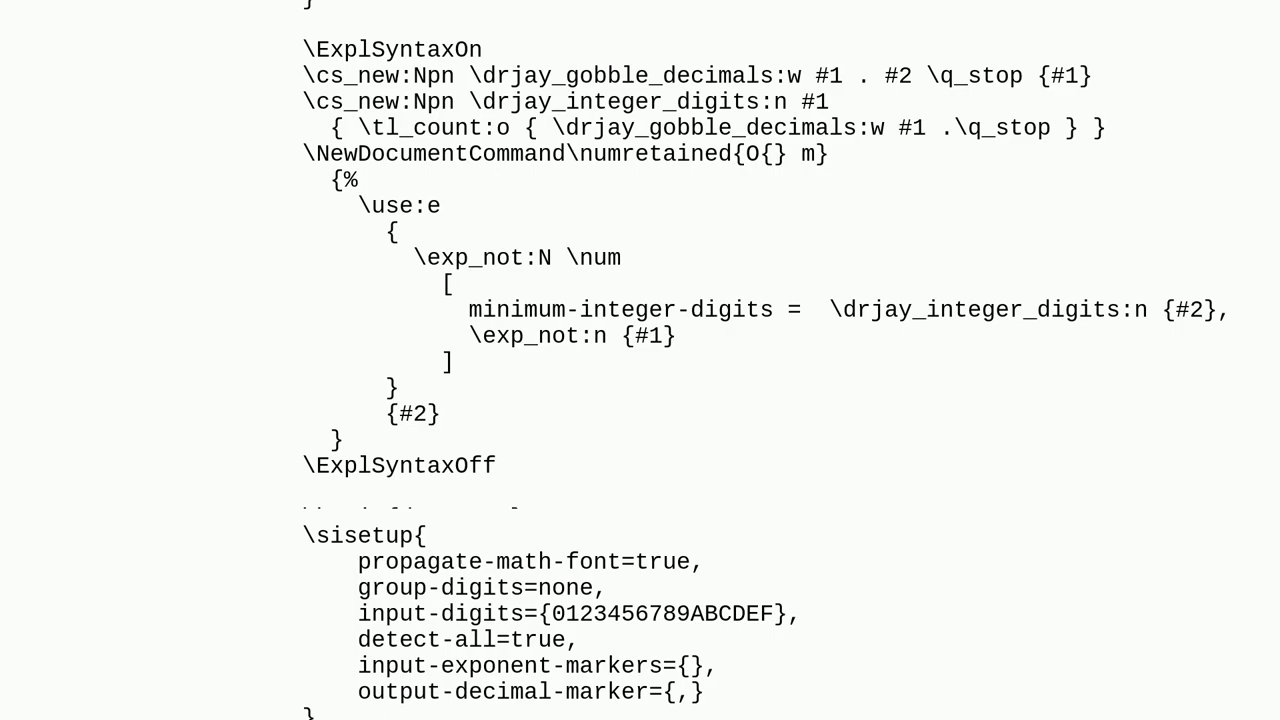 }
\ExplSyntaxOn
\cs_new:Npn \drjay_gobble_decimals:w #1 . #2 \q_stop {#1}
\cs_new:Npn \drjay_integer_digits:n #1
  { \tl_count:o { \drjay_gobble_decimals:w #1 .\q_stop } }
\NewDocumentCommand\numretained{O{} m}
  {%
    \use:e
      {
        \exp_not:N \num
          [
            minimum-integer-digits =  \drjay_integer_digits:n {#2},
            \exp_not:n {#1}
          ]
      }
      {#2}
  }
\ExplSyntaxOff
\sisetup{
    propagate-math-font=true,
    group-digits=none,
    input-digits={0123456789ABCDEF},
    detect-all=true,
    input-exponent-markers={},
    output-decimal-marker={,}
}